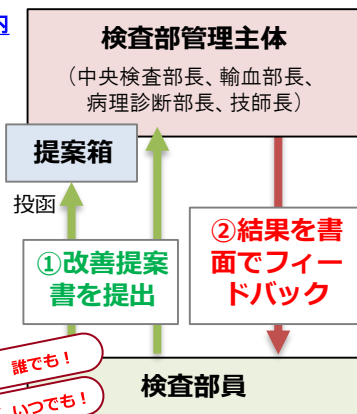 内
検査部管理主体
（中央検査部長、輸血部長、
病理診断部長、技師長）
提案箱
投函
①改善提案
書を提出
②結果を書
面でフィー
ドバック
誰でも！
いつでも！
検査部員